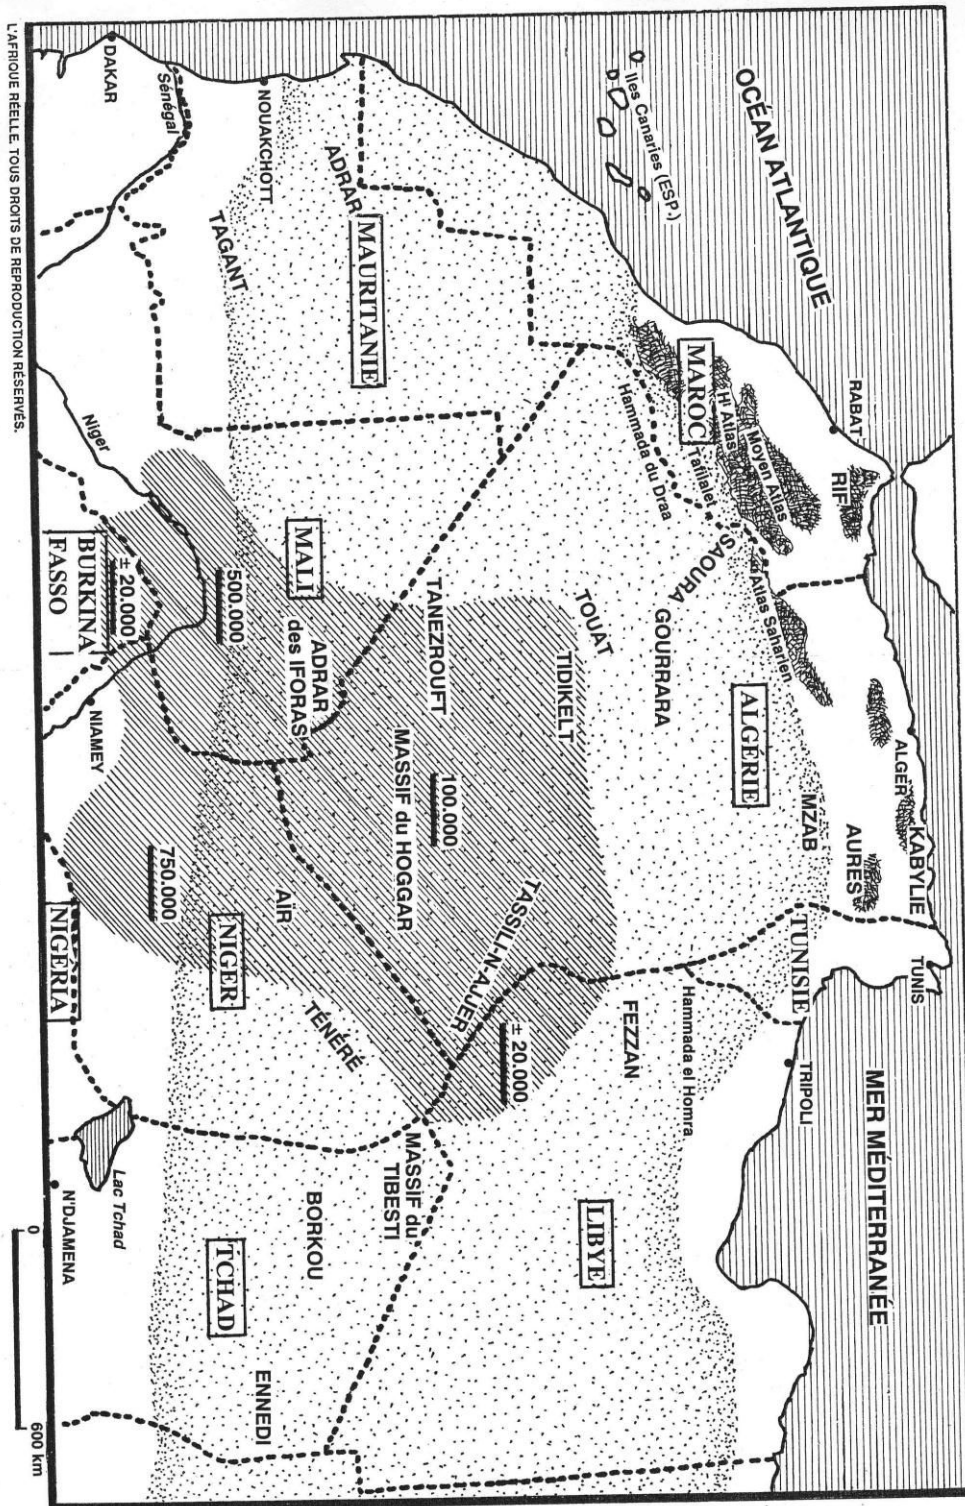 OCÉAN ATLANTIQUE
MER MÉDITERRANÉE
Iles Canaries (ESP.)
RABAT
RIF
ALGER
KABYLIE
TUNIS
AURES
Moyen Atlas
Ht Atlas
MAROC
Tafilalet
Hammada du Draa
Atlas Saharien
SAOURA
ALGÉRIE
MZAB
TUNISIE
TRIPOLI
Hammada el Homra
GOURRARA
TOUAT
TIDIKELT
FEZZAN
LIBYE
± 20.000
TANEZROUFT
100.000
MASSIF du HOGGAR
TASSILI-N-AJJER
MASSIF du
TIBESTI
ADRAR
MAURITANIE
MALI
ADRAR
des IFORAS
AÏR
TÉNÉRÉ
BORKOU
NOUAKCHOTT
TAGANT
500.000
NIGER
TCHAD
ENNEDI
Sénégal
750.000
DAKAR
Niger
± 20.000
BURKINA
FASSO
NIAMEY
NIGERIA
Lac Tchad
N'DJAMENA
0
600 km
L'AFRIQUE RÉELLE. TOUS DROITS DE REPRODUCTION RÉSERVÉS.